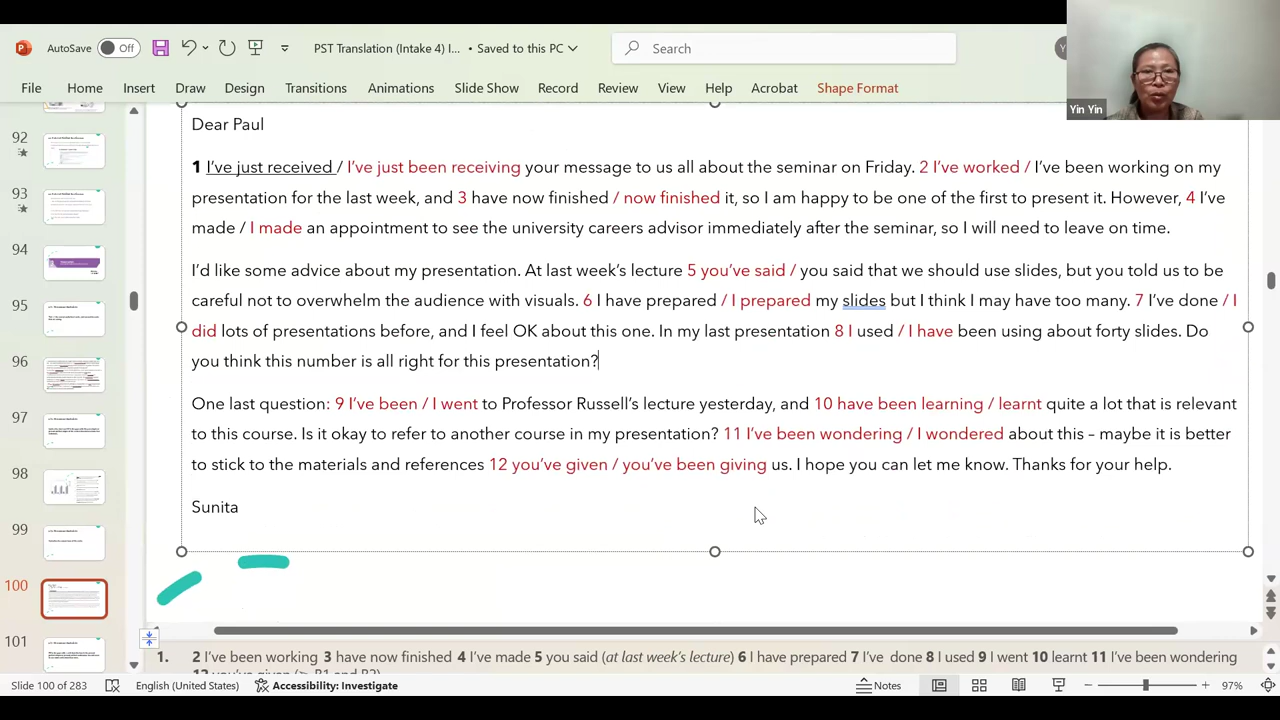 AutoSave Off PST Translation (Intake 4) I... • Saved to this PC Search
File Home Insert Draw Design Transitions Animations Slide Show Record Review View Help Acrobat Shape Format
Yin Yin
92
93
94
95
96
97
98
99
100
101
Dear Paul
1 I've just received / I've just been receiving your message to us all about the seminar on Friday. 2 I've worked / I've been working on my
presentation for the last week, and 3 have now finished / now finished it, so I am happy to be one of the first to present it. However, 4 I've
made / I made an appointment to see the university careers advisor immediately after the seminar, so I will need to leave on time.
I'd like some advice about my presentation. At last week's lecture 5 you've said / you said that we should use slides, but you told us to be
careful not to overwhelm the audience with visuals. 6 I have prepared / I prepared my slides but I think I may have too many. 7 I've done / I
did lots of presentations before, and I feel OK about this one. In my last presentation 8 I used / I have been using about forty slides. Do
you think this number is all right for this presentation?
One last question: 9 I've been / I went to Professor Russell's lecture yesterday, and 10 have been learning / learnt quite a lot that is relevant
to this course. Is it okay to refer to another course in my presentation? 11 I've been wondering / I wondered about this – maybe it is better
to stick to the materials and references 12 you've given / you've been giving us. I hope you can let me know. Thanks for your help.
Sunita
1. 2 I've been working 3 have now finished 4 I've made 5 you said (at last week's lecture) 6 I have prepared 7 I've done 8 I used 9 I went 10 learnt 11 I've been wondering
Slide 100 of 283 English (United States) Accessibility: Investigate Notes 97%